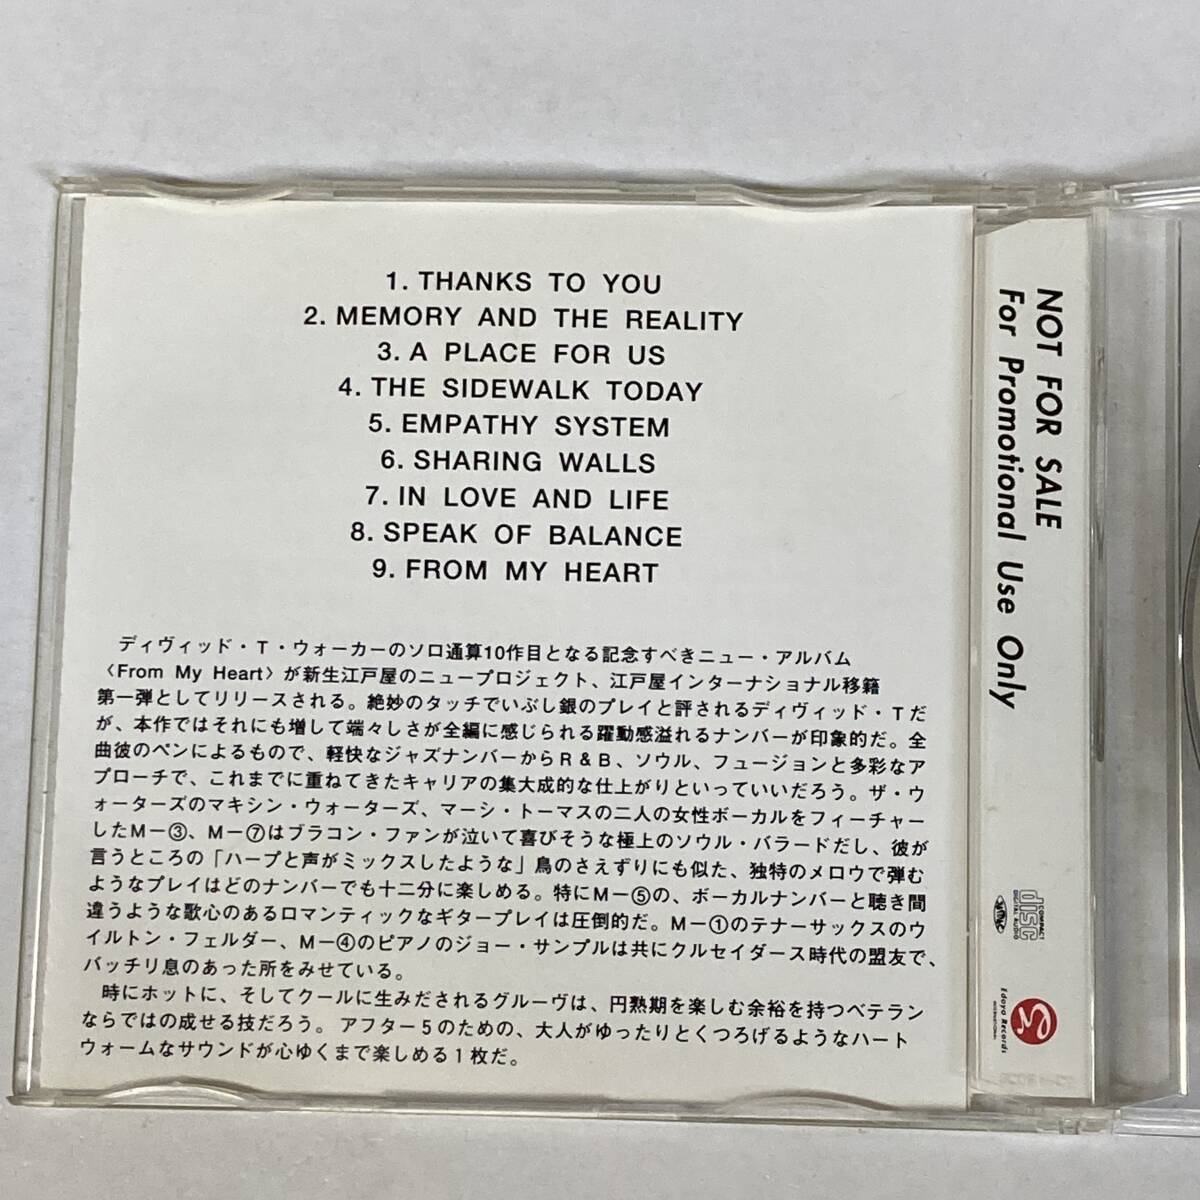 1. THANKS TO YOU
2. MEMORY AND THE REALITY
3. A PLACE FOR US
4. THE SIDEWALK TODAY
5. EMPATHY SYSTEM
6. SHARING WALLS
7. IN LOVE AND LIFE
8. SPEAK OF BALANCE
9. FROM MY HEART
ディヴィッド・T・ウォーカーのソロ通算10作目となる記念すべきニュー・アルバム
〈From My Heart〉が新生江戸屋のニュープロジェクト、江戸屋インターナショナル移籍
第一弾としてリリースされる。絶妙のタッチでいぶし銀のプレイと評されるディヴィッド・Tだ
が、本作ではそれにも増して端々しさが全編に感じられる躍動感溢れるナンバーが印象的だ。全
曲彼のペンによるもので、軽快なジャズナンバーからR&B、ソウル、フュージョンと多彩なア
プローチで、これまでに重ねてきたキャリアの集大成的な仕上がりといっていいだろう。ザ・ウ
ォーターズのマキシン・ウォーターズ、マーシ・トーマスの二人の女性ボーカルをフィーチャー
したM－③、M－⑦はブラコン・ファンが泣いて喜びそうな極上のソウル・バラードだし、彼が
言うところの「ハープと声がミックスしたような」鳥のさえずりにも似た、独特のメロウで弾む
ようなプレイはどのナンバーでも十二分に楽しめる。特にM－⑤の、ボーカルナンバーと聴き間
違うような歌心のあるロマンティックなギタープレイは圧倒的だ。M－①のテナーサックスのウ
イルトン・フェルダー、M－④のピアノのジョー・サンプルは共にクルセイダース時代の盟友で、
バッチリ息のあった所をみせている。
時にホットに、そしてクールに生みだされるグルーヴは、円熟期を楽しむ余裕を持つベテラン
ならではの成せる技だろう。アフター5のための、大人がゆったりとくつろげるようなハート
ウォームなサウンドが心ゆくまで楽しめる1枚だ。
NOT FOR SALE
For Promotional Use Only
COMPACT
disc
DIGITAL AUDIO
Edoya Records
INTERNATIONAL